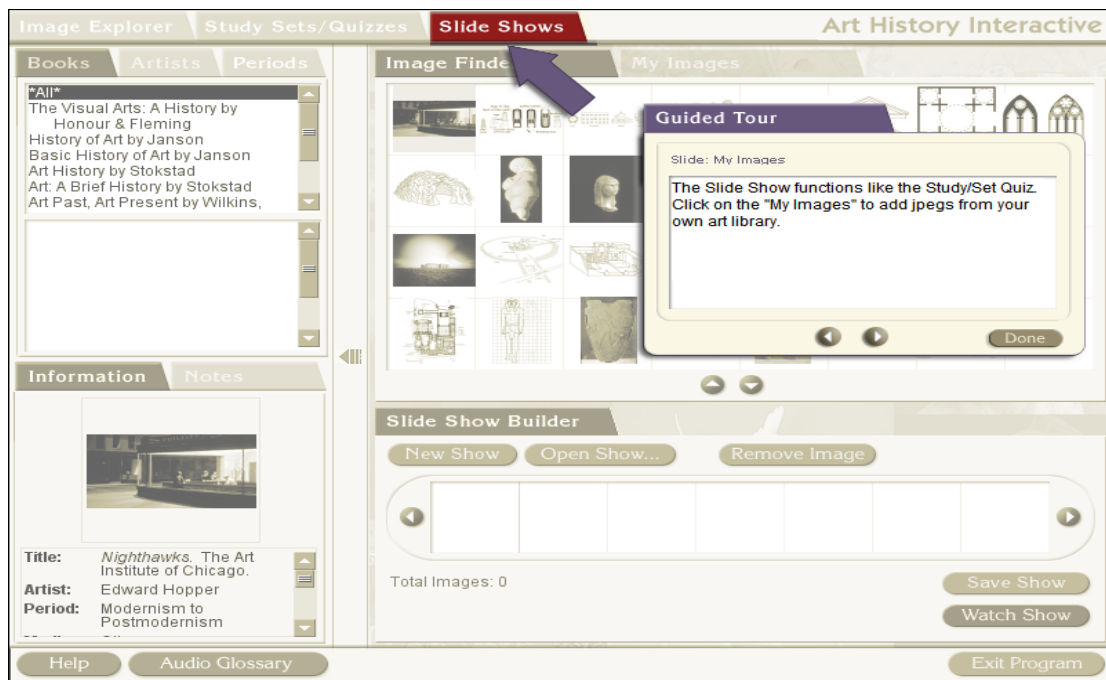 Image Explorer Study Sets/Quizzes Slide Shows Art History Interactive
Books Artists Periods
*All*
The Visual Arts: A History by
Honour & Fleming
History of Art by Janson
Basic History of Art by Janson
Art History by Stokstad
Art: A Brief History by Stokstad
Art Past, Art Present by Wilkins,
Information Notes
Title: Nighthawks. The Art
Institute of Chicago.
Artist: Edward Hopper
Period: Modernism to
Postmodernism
Help Audio Glossary
Image Finde My Images
Guided Tour
Slide: My Images
The Slide Show functions like the Study/Set Quiz.
Click on the "My Images" to add jpegs from your
own art library.
Done
Slide Show Builder
New Show Open Show... Remove Image
Total Images: 0
Save Show
Watch Show
Exit Program